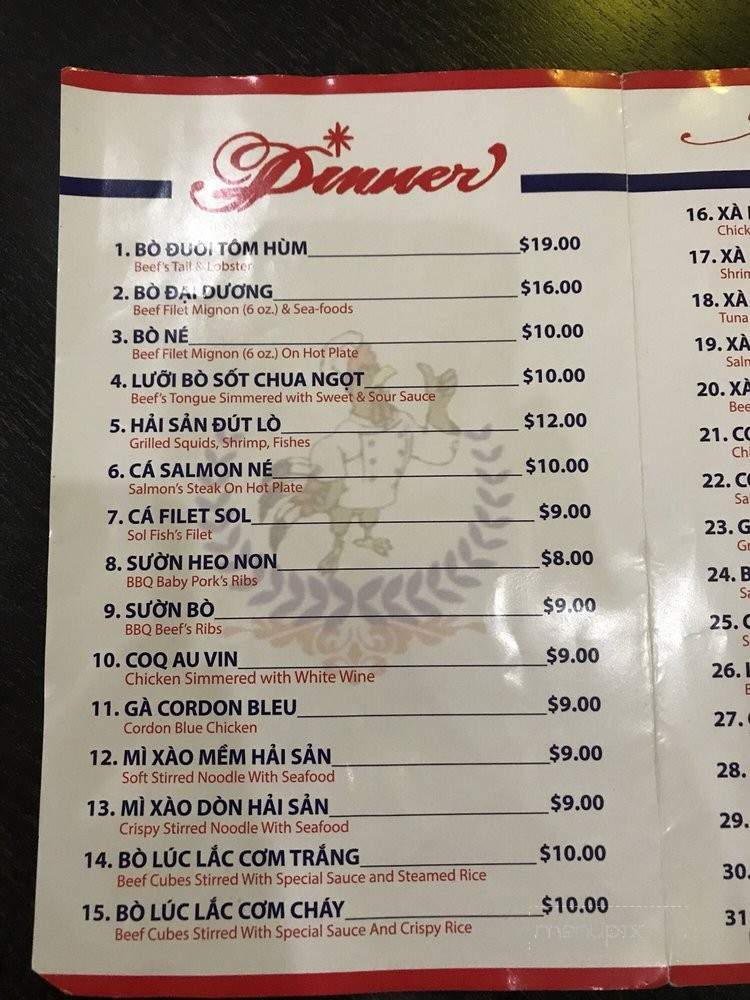 Dinner
1. BÒ ĐUÔI TÔM HÙM $19.00
Beef's Tail & Lobster
2. BÒ ĐẠI DƯƠNG $16.00
Beef Filet Mignon (6 oz.) & Sea-foods
3. BÒ NÉ $10.00
Beef Filet Mignon (6 oz.) On Hot Plate
4. LƯỠI BÒ SỐT CHUA NGỌT $10.00
Beef's Tongue Simmered with Sweet & Sour Sauce
5. HẢI SẢN ĐÚT LÒ $12.00
Grilled Squids, Shrimp, Fishes
6. CÁ SALMON NÉ $10.00
Salmon's Steak On Hot Plate
7. CÁ FILET SOL $9.00
Sol Fish's Filet
8. SƯỜN HEO NON $8.00
BBQ Baby Pork's Ribs
9. SƯỜN BÒ $9.00
BBQ Beef's Ribs
10. COQ AU VIN $9.00
Chicken Simmered with White Wine
11. GÀ CORDON BLEU $9.00
Cordon Blue Chicken
12. MÌ XÀO MỀM HẢI SẢN $9.00
Soft Stirred Noodle With Seafood
13. MÌ XÀO DÒN HẢI SẢN $9.00
Crispy Stirred Noodle With Seafood
14. BÒ LÚC LẮC CƠM TRẮNG $10.00
Beef Cubes Stirred With Special Sauce and Steamed Rice
15. BÒ LÚC LẮC CƠM CHÁY $10.00
Beef Cubes Stirred With Special Sauce And Crispy Rice
16. XÀ
17. XÀ
18. XÀ
Tuna
19. XÀ
20. XÀ
21.
22.
23.
24.
25.
26.
27.
28.
29.
30.
31
menupix